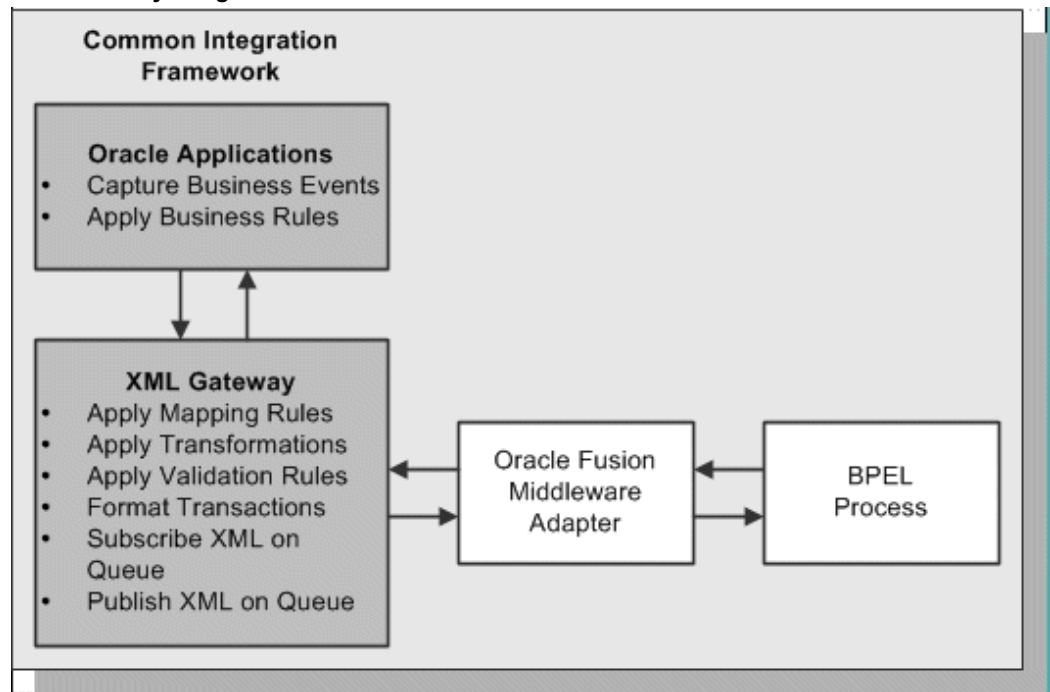 Common Integration
Framework
Oracle Applications
• Capture Business Events
• Apply Business Rules
XML Gateway
• Apply Mapping Rules
• Apply Transformations
• Apply Validation Rules
• Format Transactions
• Subscribe XML on
Queue
• Publish XML on Queue
Oracle Fusion
Middleware
Adapter
BPEL
Process